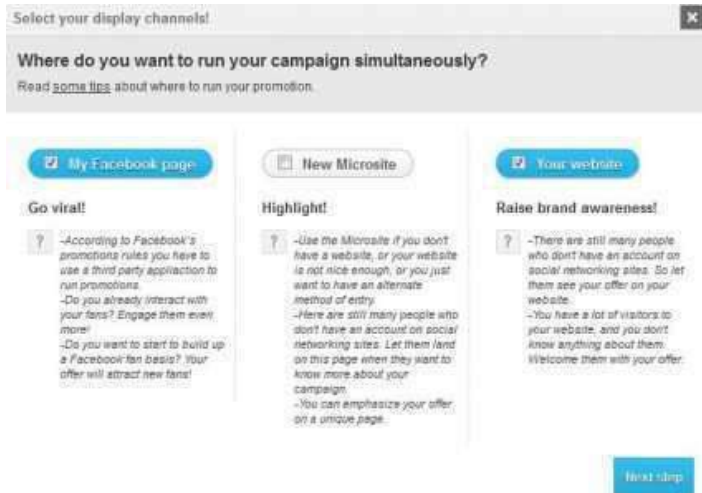 Select your display channels!
Where do you want to run your campaign simultaneously?
Read some tips about where to run your promotion.
My Facebook page
Go viral!
?
-According to Facebook's
promotions rules you have to
use a third party appliaction to
run promotions.
-Do you already interact with
your fans? Engage them even
more!
-Do you want to start to build up
a Facebook fan basis? Your
offer will attract new fans!
New Microsite
Highlight!
?
-Use the Microsite if you don't
have a website, or your website
is not nice enough, or you just
want to have an alternate
method of entry.
-Here are still many people who
don't have an account on social
networking sites. Let them land
on this page when they want to
know more about your
campaign.
-You can emphasize your offer
on a unique page.
Your website
Raise brand awareness!
?
-There are still many people
who don't have an account on
social networking sites. So let
them see your offer on your
website.
-You have a lot of visitors to
your website, and you don't
know anything about them.
Welcome them with your offer.
Next step